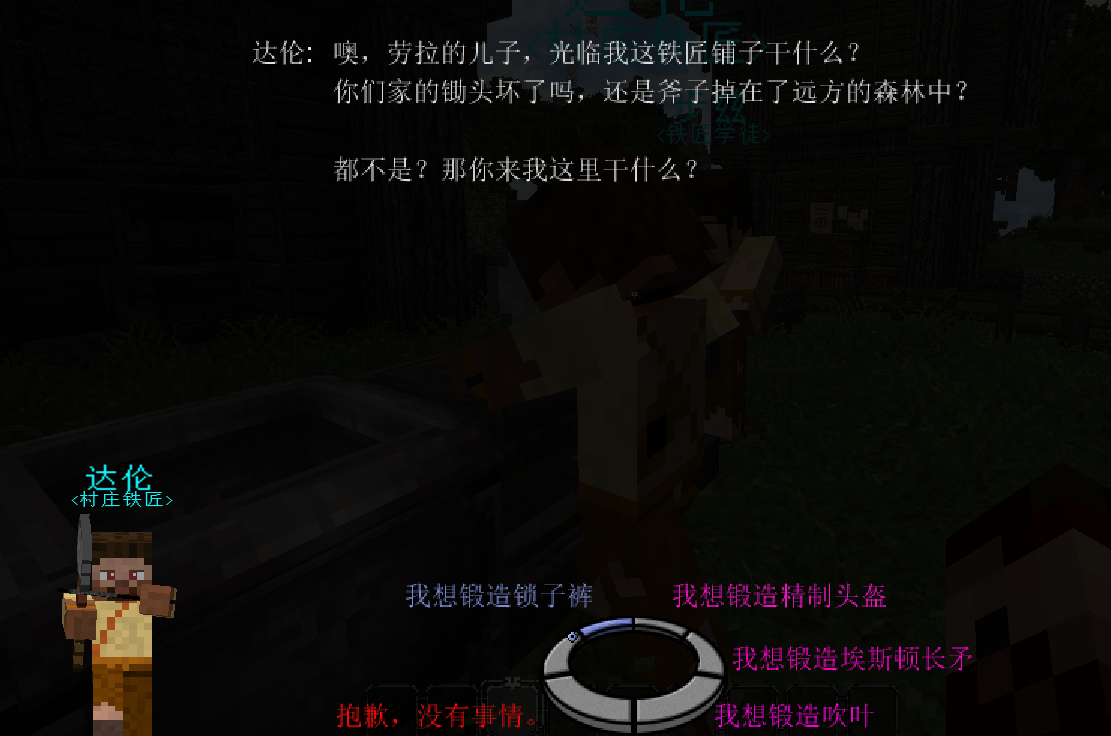 达伦: 噢，劳拉的儿子，光临我这铁匠铺子干什么？
你们家的锄头坏了吗，还是斧子掉在了远方的森林中？
<铁匠学徒>
都不是？那你来我这里干什么？
达伦
<村庄铁匠>
我想锻造锁子裤
我想锻造精制头盔
我想锻造埃斯顿长矛
抱歉，没有事情。
我想锻造吹叶